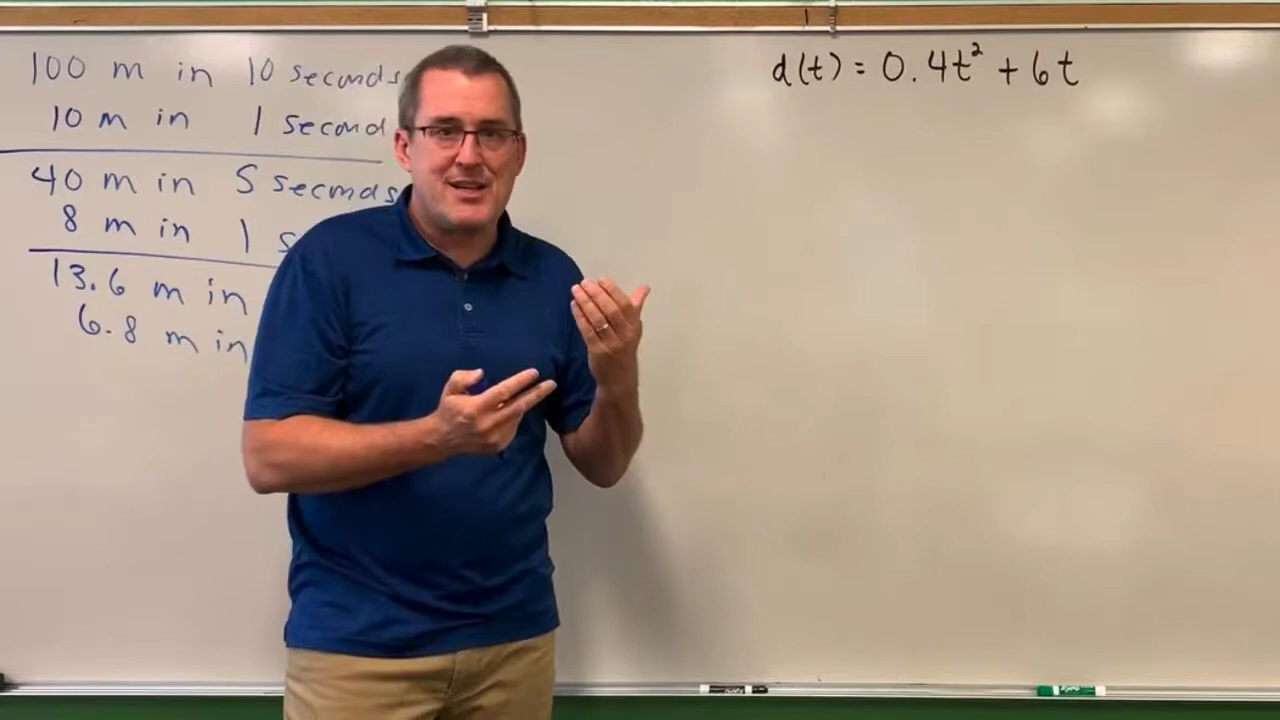 100 m in 10 seconds
10 m in 1 second
40 m in 5 seconds
8 m in 1 s
13.6 m in
6.8 m in
d(t) = 0.4t² + 6t